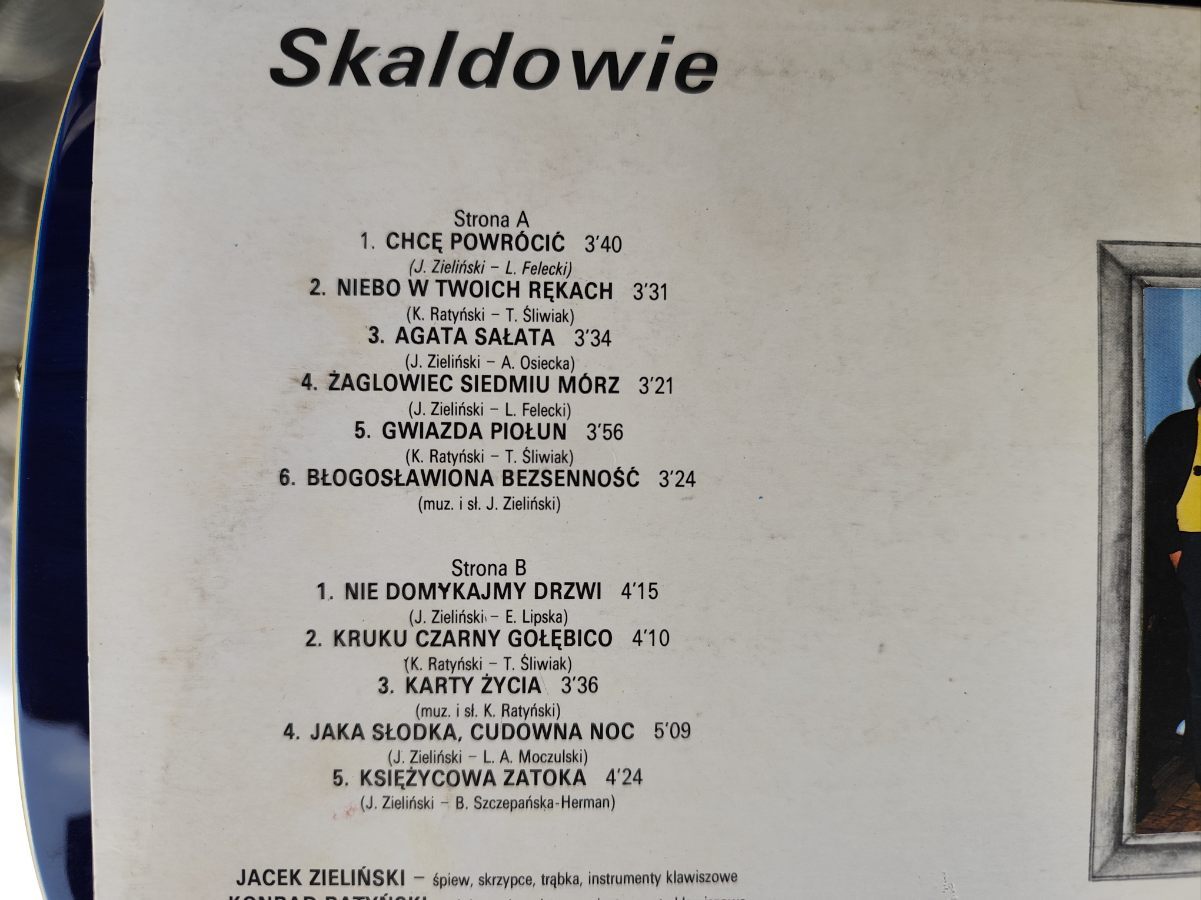 Skaldowie
Strona A
1. CHCĘ POWRÓCIĆ 3'40
(J. Zieliński – L. Felecki)
2. NIEBO W TWOICH RĘKACH 3'31
(K. Ratyński – T. Śliwiak)
3. AGATA SAŁATA 3'34
(J. Zieliński – A. Osiecka)
4. ŻAGLOWIEC SIEDMIU MÓRZ 3'21
(J. Zieliński – L. Felecki)
5. GWIAZDA PIOŁUN 3'56
(K. Ratyński – T. Śliwiak)
6. BŁOGOSŁAWIONA BEZSENNOŚĆ 3'24
(muz. i sł. J. Zieliński)
Strona B
1. NIE DOMYKAJMY DRZWI 4'15
(J. Zieliński – E. Lipska)
2. KRUKU CZARNY GOŁĘBICO 4'10
(K. Ratyński – T. Śliwiak)
3. KARTY ŻYCIA 3'36
(muz. i sł. K. Ratyński)
4. JAKA SŁODKA, CUDOWNA NOC 5'09
(J. Zieliński – L. A. Moczulski)
5. KSIĘŻYCOWA ZATOKA 4'24
(J. Zieliński – B. Szczepańska-Herman)
JACEK ZIELIŃSKI – śpiew, skrzypce, trąbka, instrumenty klawiszowe
KONRAD RATYŃSKI